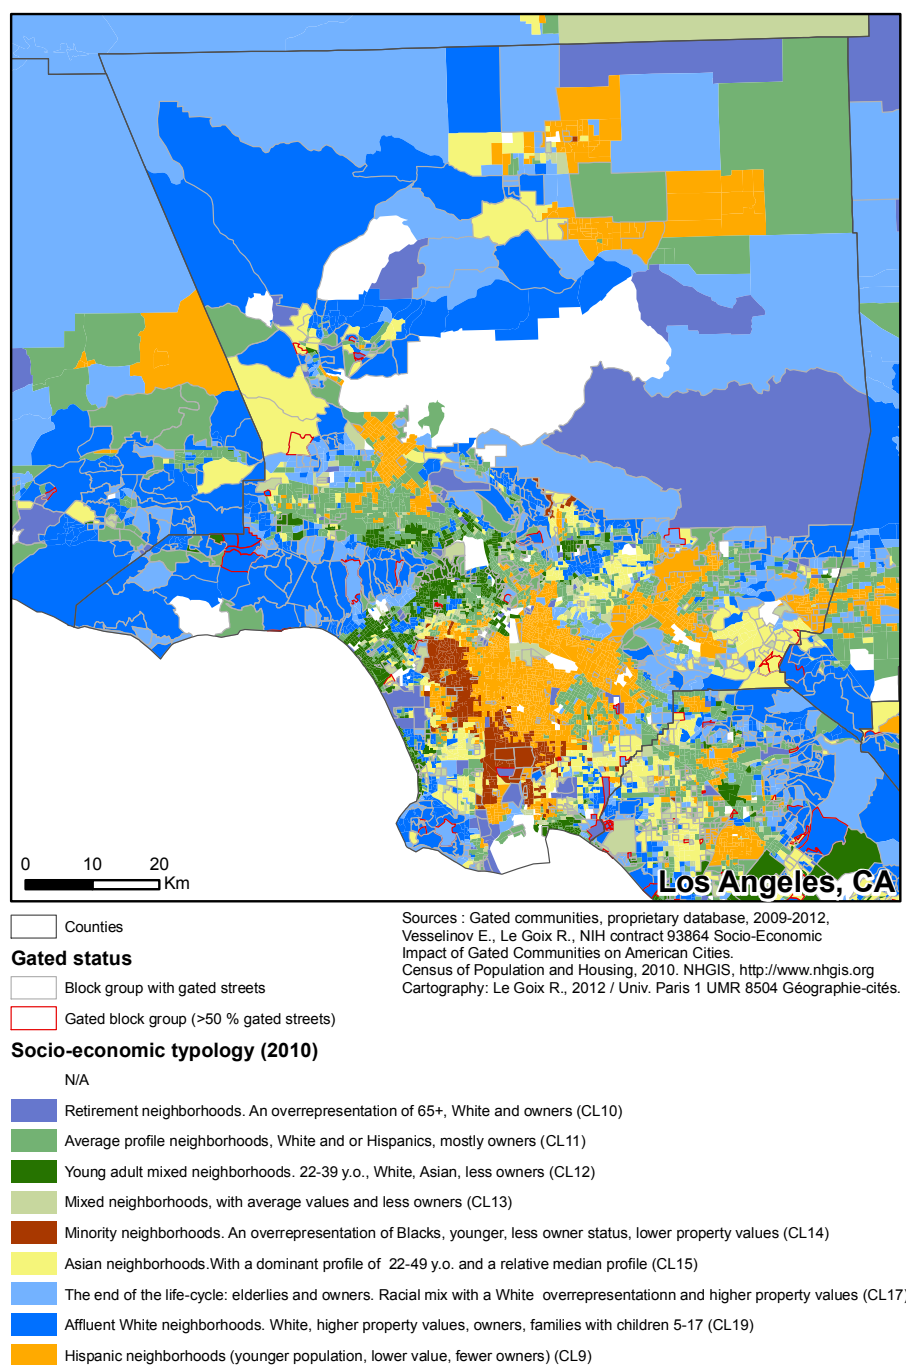 0 10 20
Km
Los Angeles, CA
Counties
Gated status
Block group with gated streets
Gated block group (>50 % gated streets)
Sources : Gated communities, proprietary database, 2009-2012,
Vesselinov E., Le Goix R., NIH contract 93864 Socio-Economic
Impact of Gated Communities on American Cities.
Census of Population and Housing, 2010. NHGIS, http://www.nhgis.org
Cartography: Le Goix R., 2012 / Univ. Paris 1 UMR 8504 Géographie-cités.
Socio-economic typology (2010)
N/A
Retirement neighborhoods. An overrepresentation of 65+, White and owners (CL10)
Average profile neighborhoods, White and or Hispanics, mostly owners (CL11)
Young adult mixed neighborhoods. 22-39 y.o., White, Asian, less owners (CL12)
Mixed neighborhoods, with average values and less owners (CL13)
Minority neighborhoods. An overrepresentation of Blacks, younger, less owner status, lower property values (CL14)
Asian neighborhoods.With a dominant profile of 22-49 y.o. and a relative median profile (CL15)
The end of the life-cycle: elderlies and owners. Racial mix with a White overrepresentationn and higher property values (CL17)
Affluent White neighborhoods. White, higher property values, owners, families with children 5-17 (CL19)
Hispanic neighborhoods (younger population, lower value, fewer owners) (CL9)